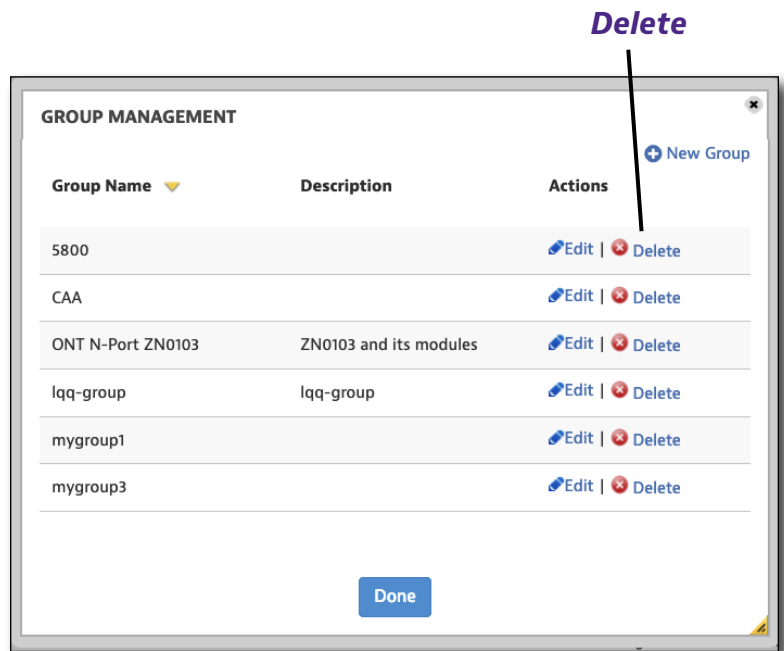 Delete
GROUP MANAGEMENT
New Group
Group Name Description Actions
5800 Edit | Delete
CAA Edit | Delete
ONT N-Port ZN0103 ZN0103 and its modules Edit | Delete
lqq-group lqq-group Edit | Delete
mygroup1 Edit | Delete
mygroup3 Edit | Delete
Done